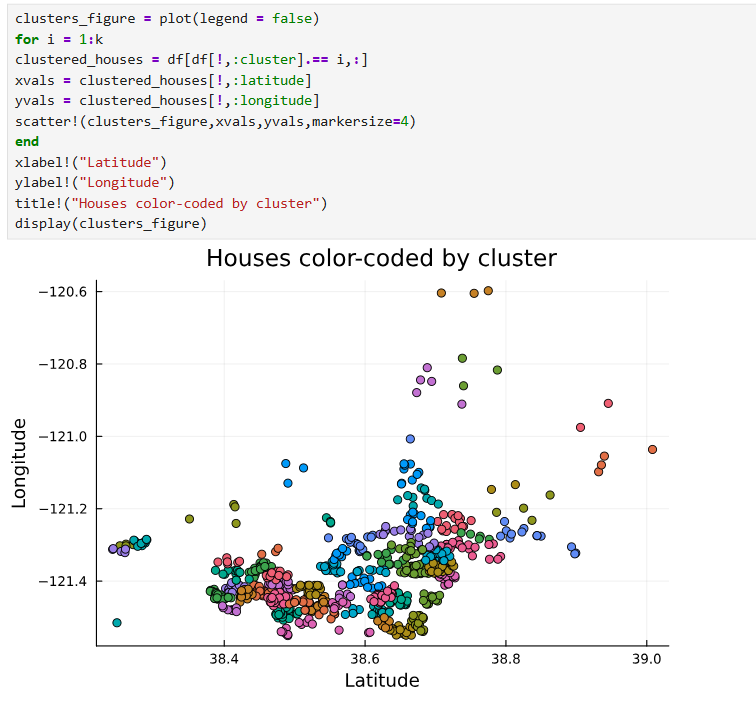 clusters_figure = plot(legend = false)
for i = 1:k
clustered_houses = df[df[!,:cluster].== i,:]
xvals = clustered_houses[!,:latitude]
yvals = clustered_houses[!,:longitude]
scatter!(clusters_figure,xvals,yvals,markersize=4)
end
xlabel!("Latitude")
ylabel!("Longitude")
title!("Houses color-coded by cluster")
display(clusters_figure)
Houses color-coded by cluster
−120.6
−120.8
−121.0
−121.2
−121.4
Longitude
38.4 38.6 38.8 39.0
Latitude